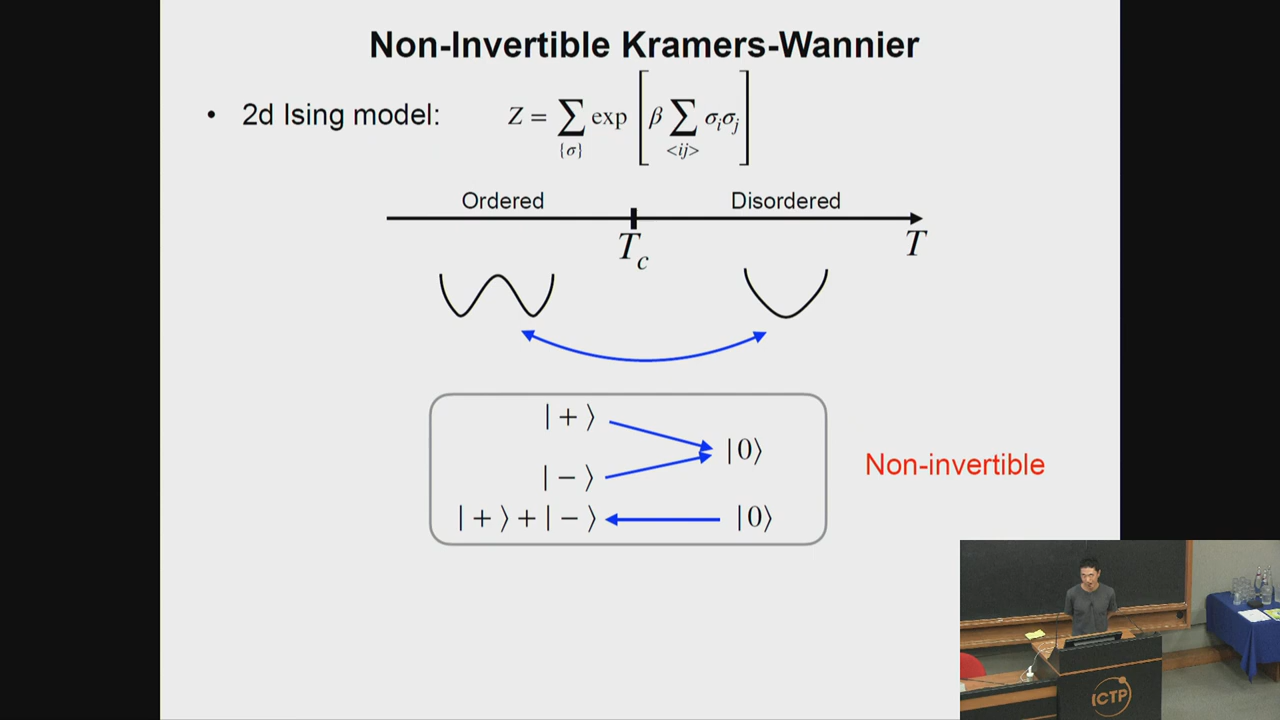 Non-Invertible Kramers-Wannier
• 2d Ising model: Z = ∑ exp [β ∑ σᵢσⱼ]
{σ} <ij>
Ordered Disordered
T_c T
|+⟩
|0⟩
|−⟩
Non-invertible
|+⟩+|−⟩ |0⟩
ICTP